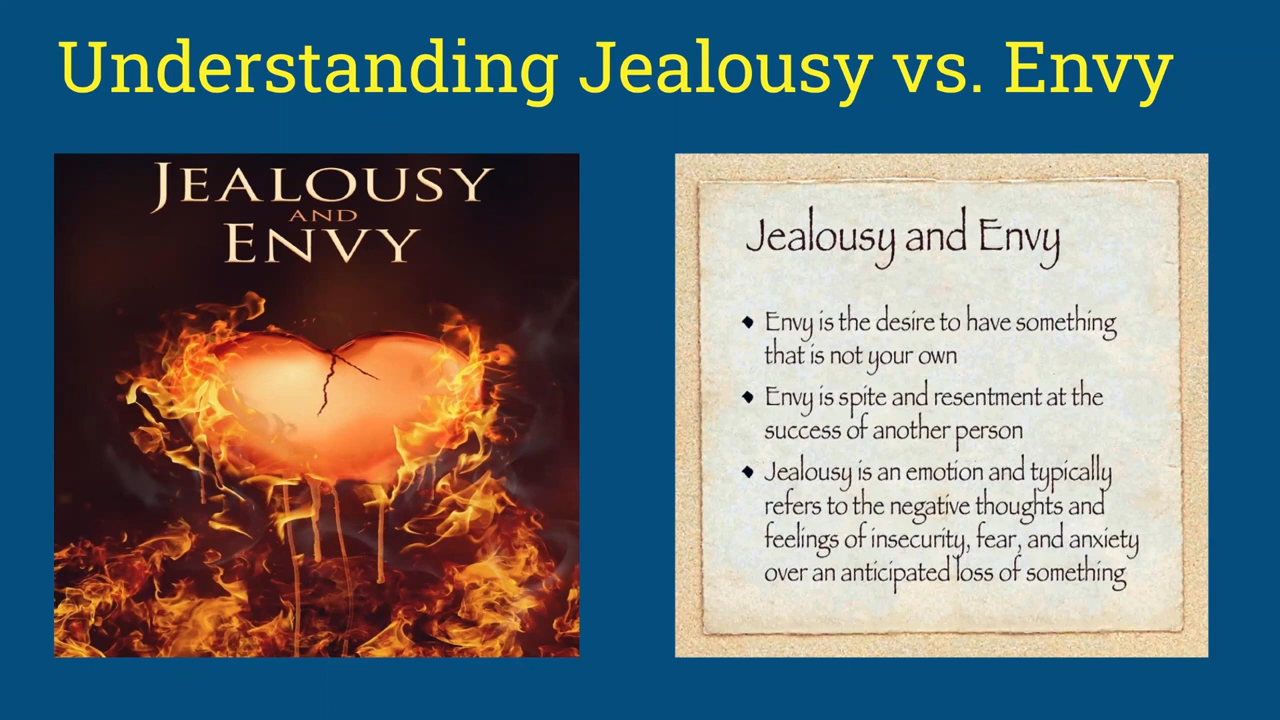 Understanding Jealousy vs. Envy
JEALOUSY
AND
ENVY
Jealousy and Envy
◆ Envy is the desire to have something
that is not your own
◆ Envy is spite and resentment at the
success of another person
◆ Jealousy is an emotion and typically
refers to the negative thoughts and
feelings of insecurity, fear, and anxiety
over an anticipated loss of something